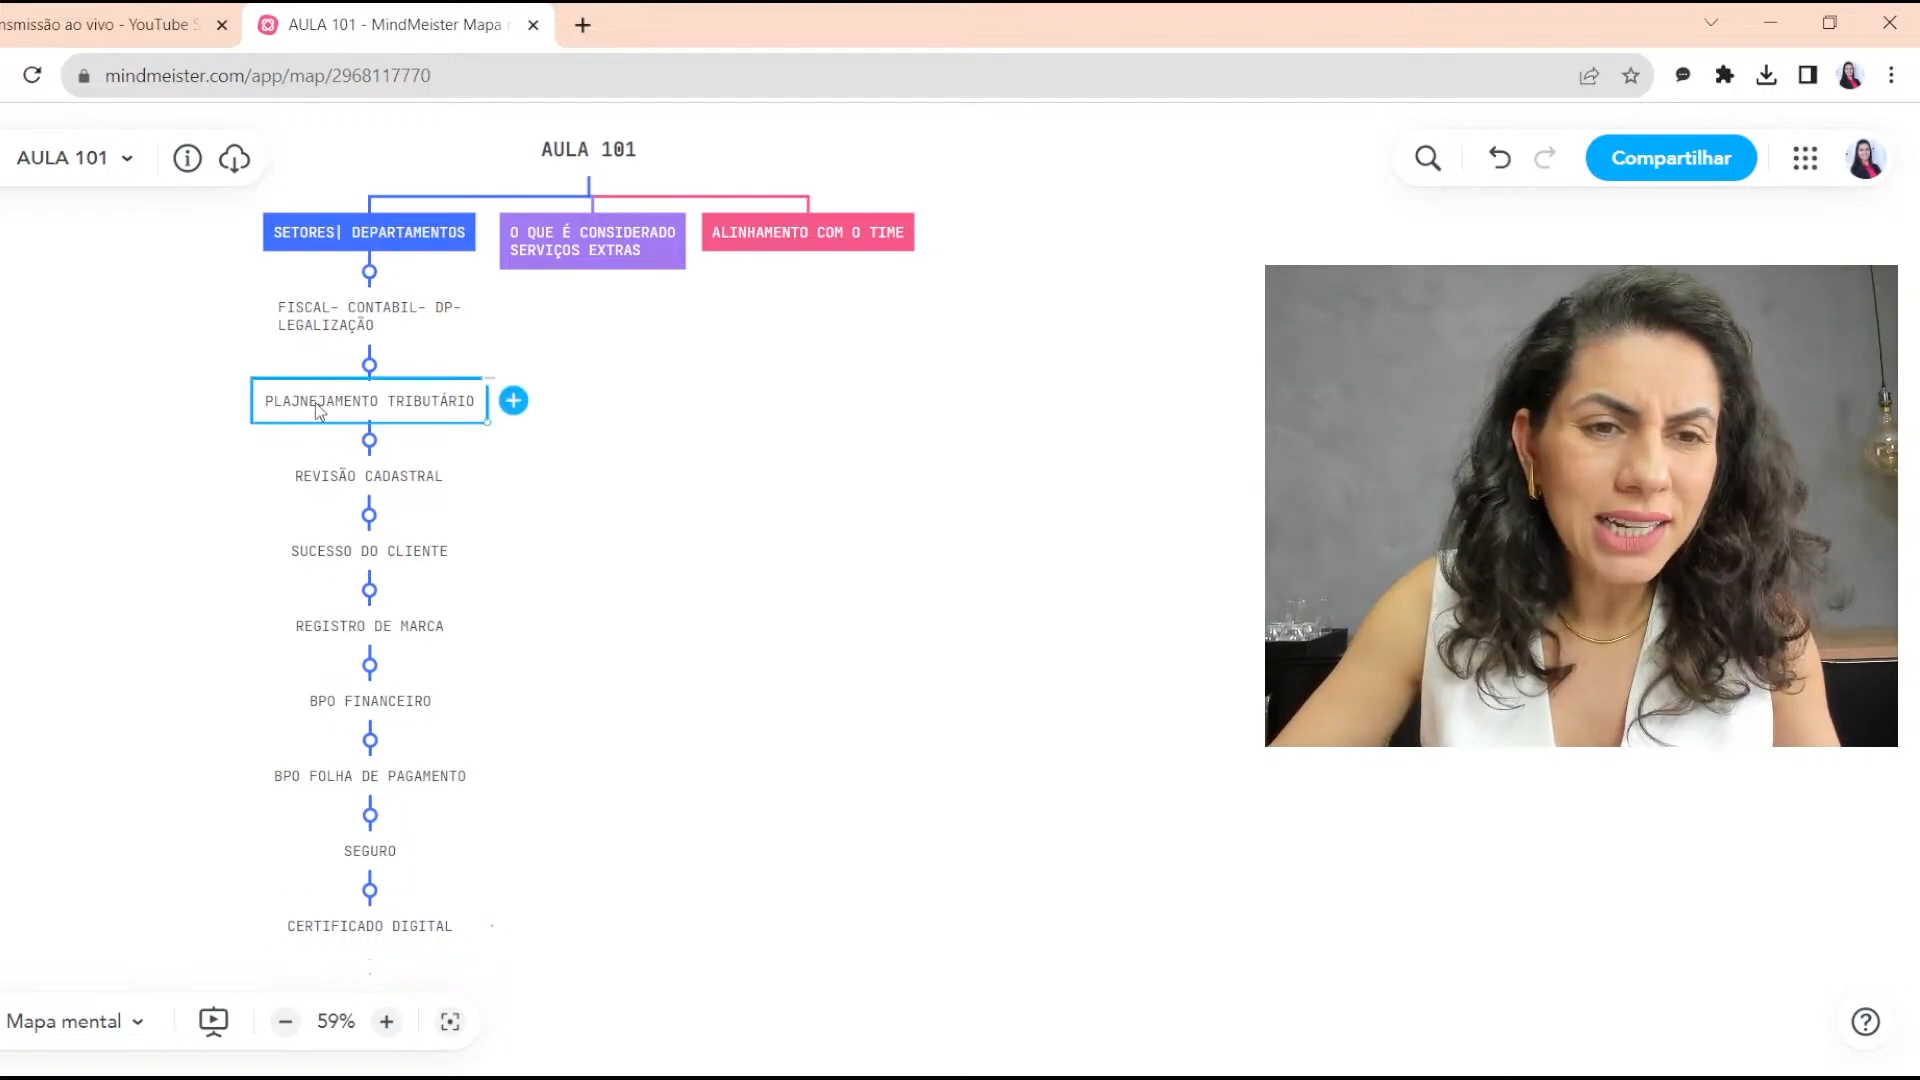 nsmissão ao vivo - YouTube S
AULA 101 - MindMeister Mapa
mindmeister.com/app/map/2968117770
AULA 101
AULA 101
Compartilhar
SETORES| DEPARTAMENTOS
O QUE É CONSIDERADO
SERVIÇOS EXTRAS
ALINHAMENTO COM O TIME
FISCAL- CONTABIL- DP-
LEGALIZAÇÃO
PLAJNEJAMENTO TRIBUTÁRIO
REVISÃO CADASTRAL
SUCESSO DO CLIENTE
REGISTRO DE MARCA
BPO FINANCEIRO
BPO FOLHA DE PAGAMENTO
SEGURO
CERTIFICADO DIGITAL
Mapa mental
59%